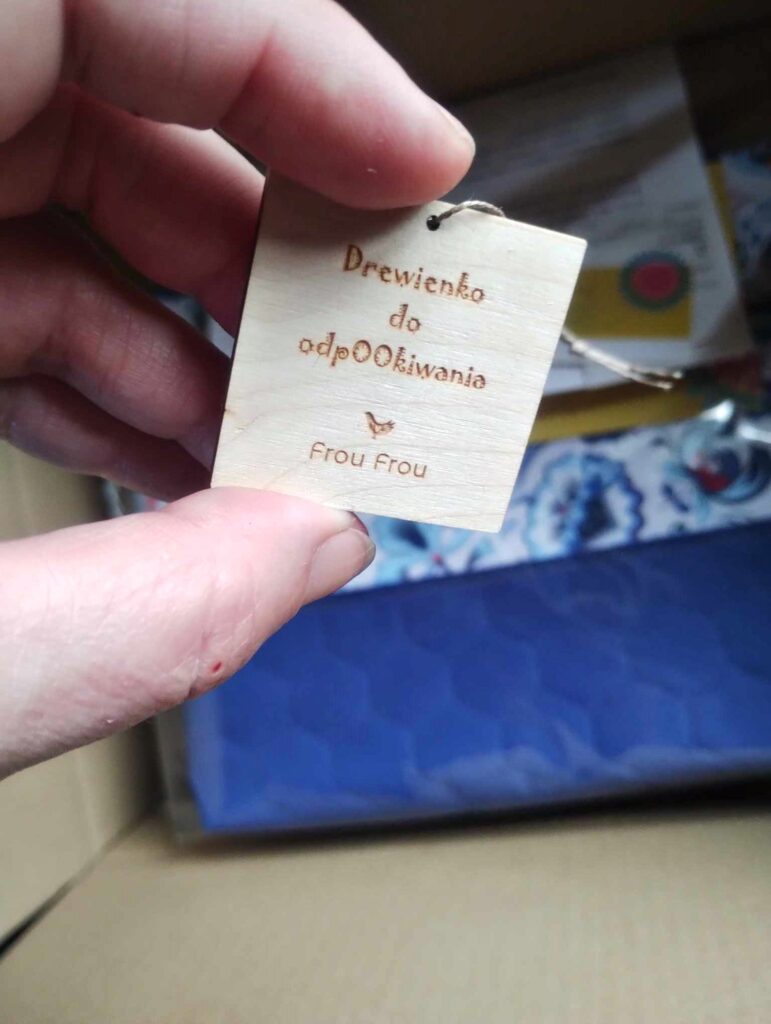 Drewienko
do
odpOOkiwania
Frou Frou